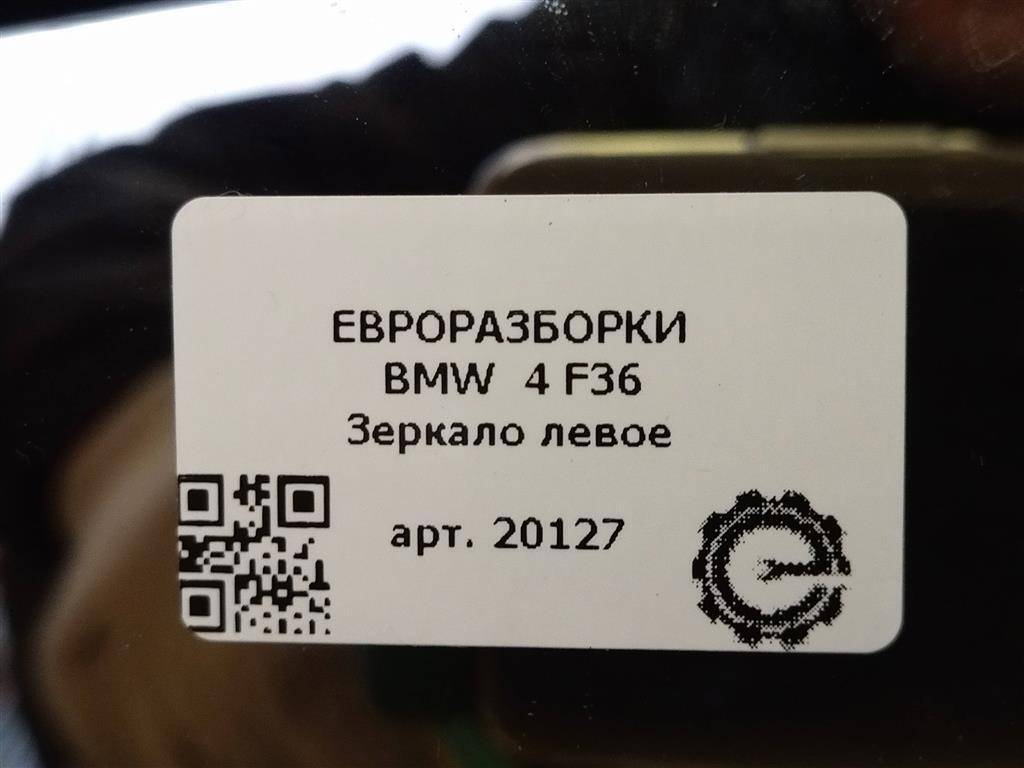 ЕВРОРАЗБОРКИ
BMW 4 F36
Зеркало левое
арт. 20127